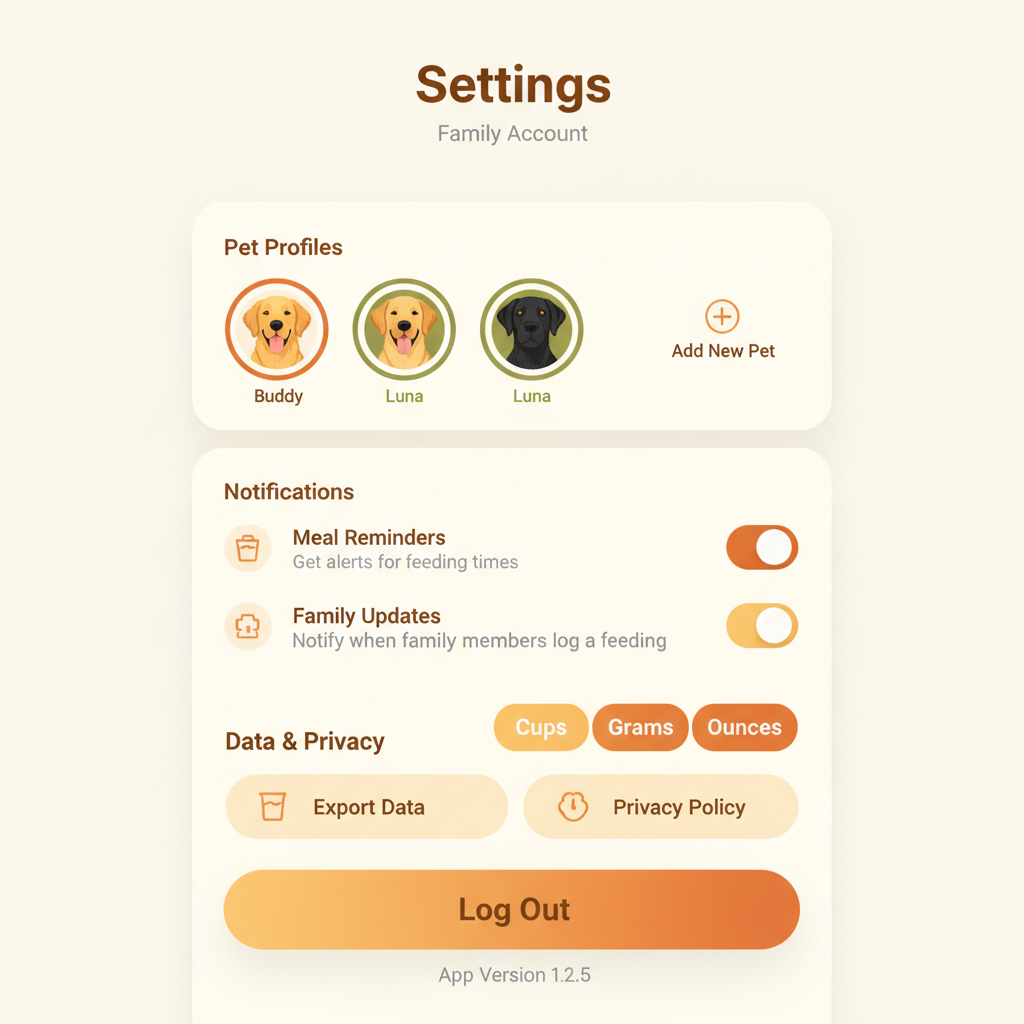 Settings
Family Account
Pet Profiles
Buddy
Luna
Luna
Add New Pet
Notifications
Meal Reminders
Get alerts for feeding times
Family Updates
Notify when family members log a feeding
Data & Privacy
Cups
Grams
Ounces
Export Data
Privacy Policy
Log Out
App Version 1.2.5